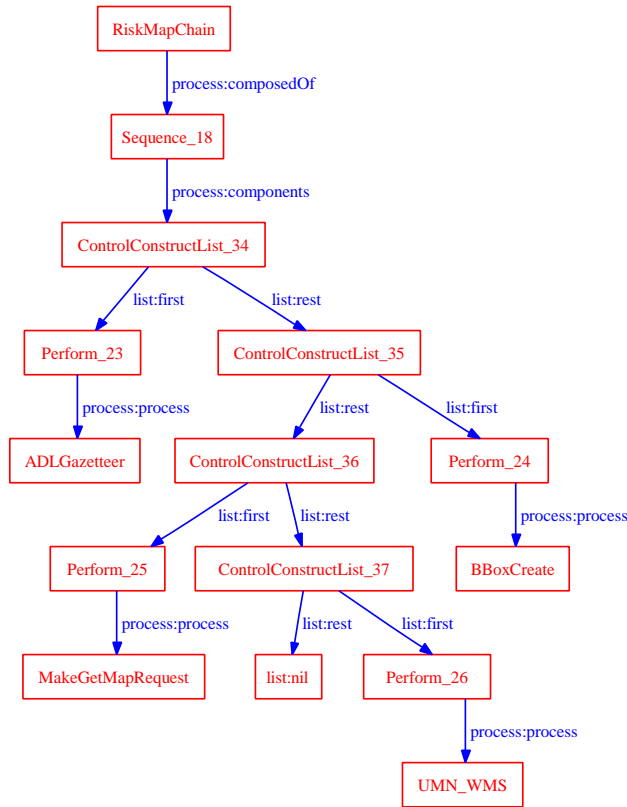 RiskMapChain
process:composedOf
Sequence_18
process:components
ControlConstructList_34
list:first
list:rest
Perform_23
ControlConstructList_35
process:process
list:rest
list:first
ADLGazetteer
ControlConstructList_36
Perform_24
list:first
list:rest
process:process
Perform_25
ControlConstructList_37
BBoxCreate
process:process
list:rest
list:first
MakeGetMapRequest
list:nil
Perform_26
process:process
UMN_WMS